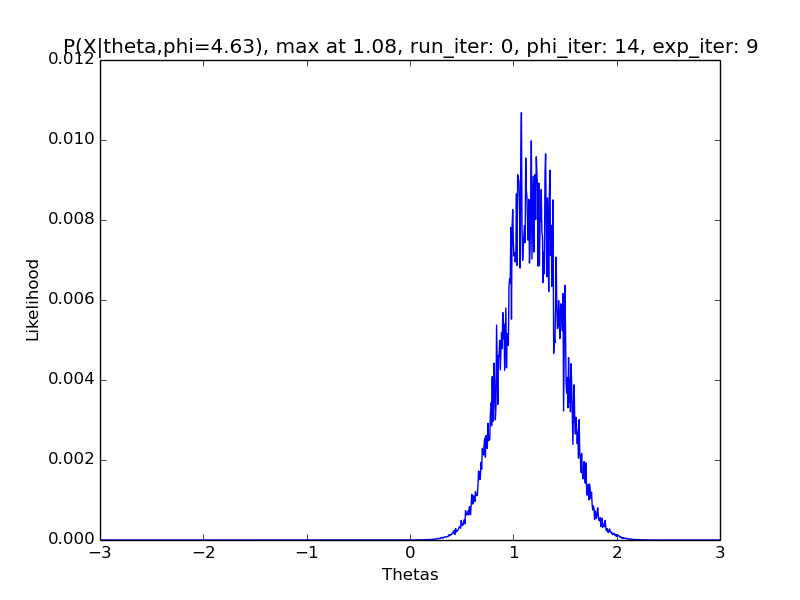 P(X|theta,phi=4.63), max at 1.08, run_iter: 0, phi_iter: 14, exp_iter: 9
0.012
0.010
0.008
0.006
0.004
0.002
0.000
Likelihood
−3 −2 −1 0 1 2 3
Thetas